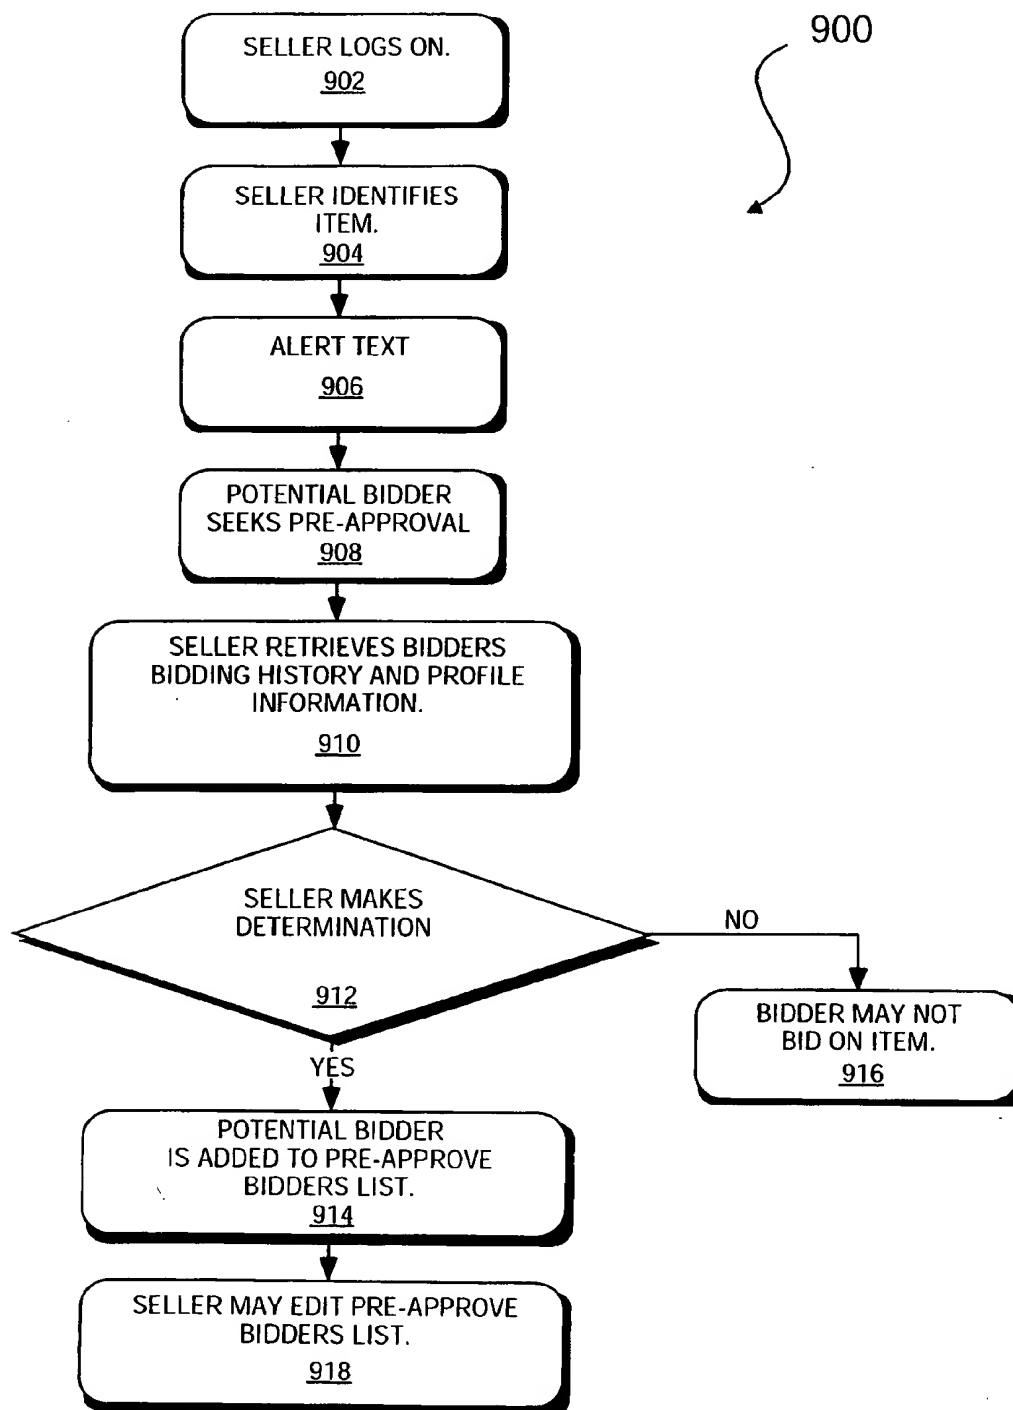 900
SELLER LOGS ON.
902
SELLER IDENTIFIES
ITEM.
904
ALERT TEXT
906
POTENTIAL BIDDER
SEEKS PRE-APPROVAL
908
SELLER RETRIEVES BIDDERS
BIDDING HISTORY AND PROFILE
INFORMATION.
910
SELLER MAKES
DETERMINATION
912
NO
BIDDER MAY NOT
BID ON ITEM.
916
YES
POTENTIAL BIDDER
IS ADDED TO PRE-APPROVE
BIDDERS LIST.
914
SELLER MAY EDIT PRE-APPROVE
BIDDERS LIST.
918